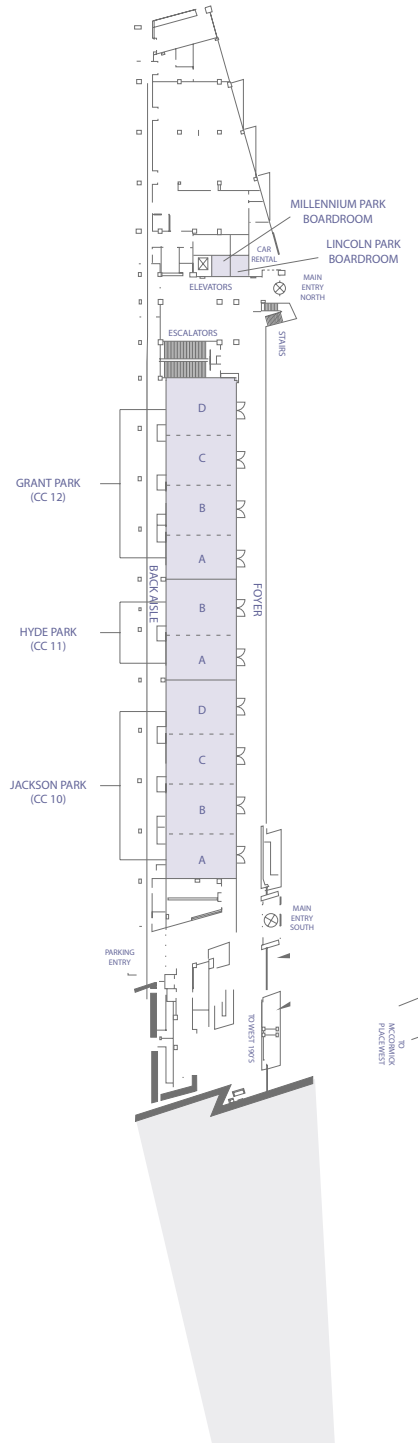 MILLENNIUM PARK
BOARDROOM
CAR
RENTAL
LINCOLN PARK
BOARDROOM
ELEVATORS
MAIN
ENTRY
NORTH
STAIRS
ESCALATORS
D
C
GRANT PARK
(CC 12)
B
A
BACK AISLE
FOYER
B
HYDE PARK
(CC 11)
A
D
C
JACKSON PARK
(CC 10)
B
A
MAIN
ENTRY
SOUTH
PARKING
ENTRY
TO WEST 190'S
TO
MCCORMICK
PLACE WEST